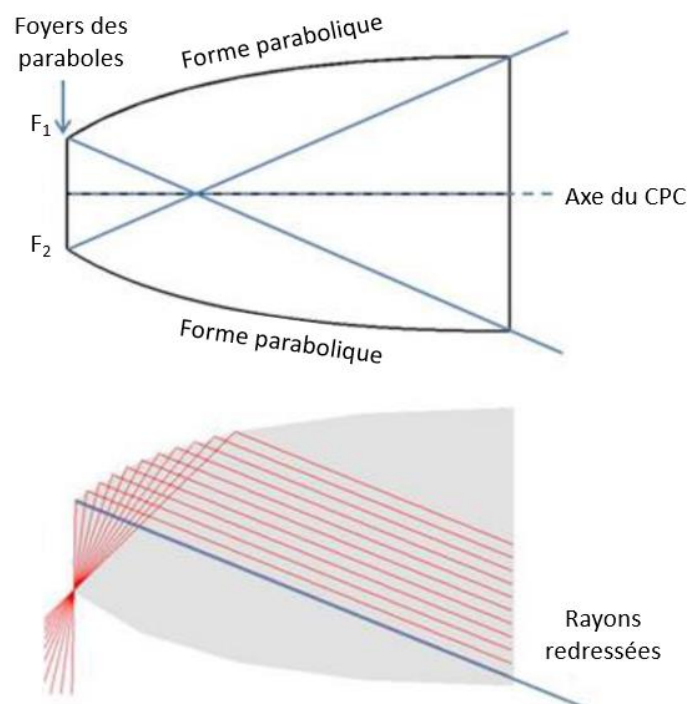 Foyers des
paraboles
Forme parabolique
F₁
Axe du CPC
F₂
Forme parabolique
Rayons
redressées